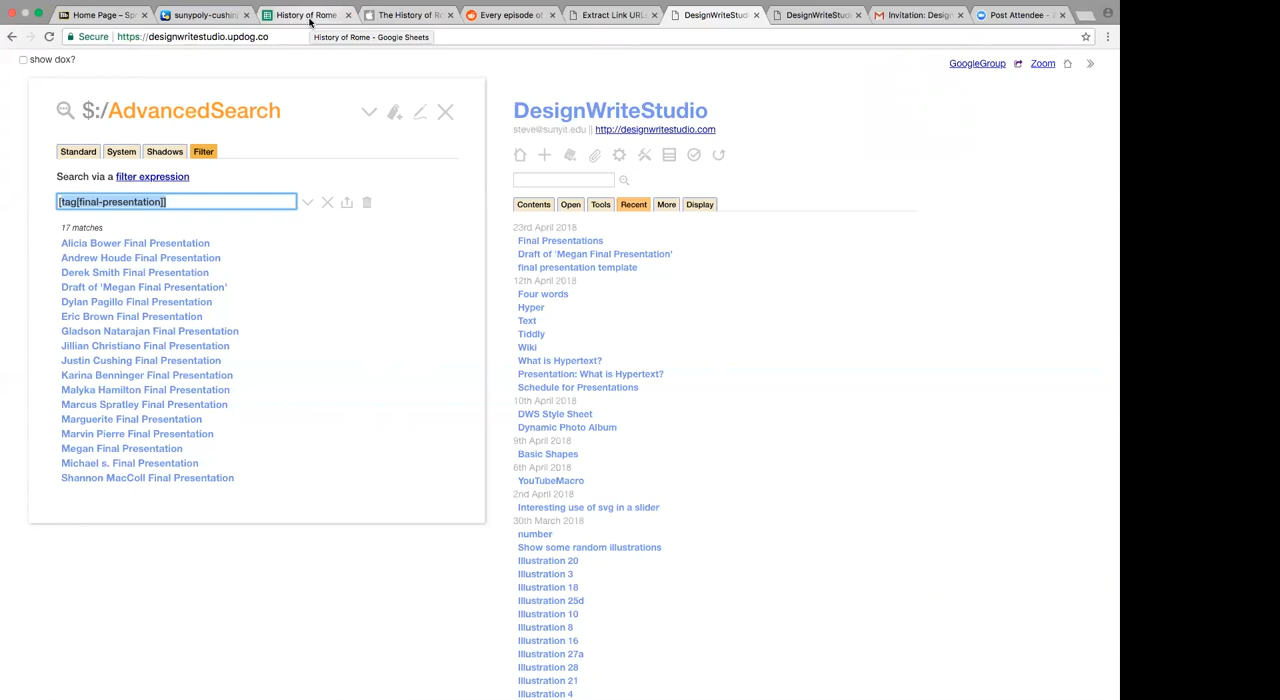 Home Page – Sp
sunypoly-cushin
History of Rome
The History of Ro
Every episode of
Extract Link URL
DesignWriteStudi
DesignWriteStudi
Invitation: Design
Post Attendee -
Secure | https://designwritestudio.updog.co
History of Rome - Google Sheets
show dox?
GoogleGroup Zoom
$:/AdvancedSearch
Standard System Shadows Filter
Search via a filter expression
[tag[final-presentation]]
17 matches
Alicia Bower Final Presentation
Andrew Houde Final Presentation
Derek Smith Final Presentation
Draft of 'Megan Final Presentation'
Dylan Pagillo Final Presentation
Eric Brown Final Presentation
Gladson Natarajan Final Presentation
Jillian Christiano Final Presentation
Justin Cushing Final Presentation
Karina Benninger Final Presentation
Malyka Hamilton Final Presentation
Marcus Spratley Final Presentation
Marguerite Final Presentation
Marvin Pierre Final Presentation
Megan Final Presentation
Michael s. Final Presentation
Shannon MacColl Final Presentation
DesignWriteStudio
steve@sunyit.edu || http://designwritestudio.com
Contents Open Tools Recent More Display
23rd April 2018
Final Presentations
Draft of 'Megan Final Presentation'
final presentation template
12th April 2018
Four words
Hyper
Text
Tiddly
Wiki
What is Hypertext?
Presentation: What is Hypertext?
Schedule for Presentations
10th April 2018
DWS Style Sheet
Dynamic Photo Album
9th April 2018
Basic Shapes
6th April 2018
YouTubeMacro
2nd April 2018
Interesting use of svg in a slider
30th March 2018
number
Show some random illustrations
Illustration 20
Illustration 3
Illustration 18
Illustration 25d
Illustration 10
Illustration 8
Illustration 16
Illustration 27a
Illustration 28
Illustration 21
Illustration 4